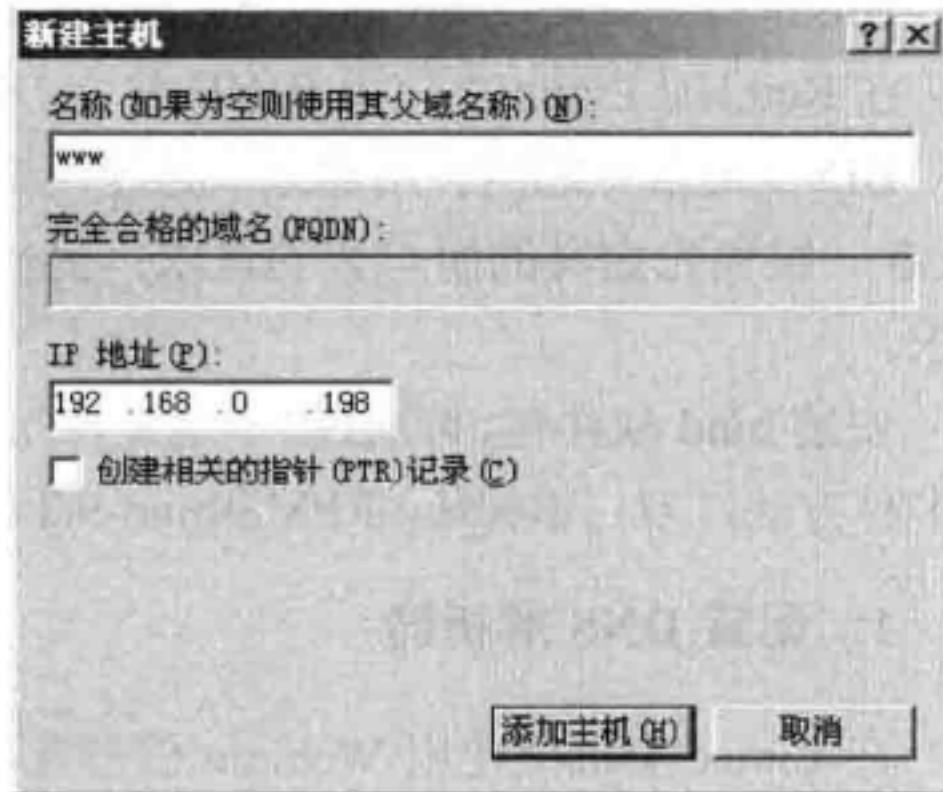 新建主机
名称(如果为空则使用其父域名称)(N):
www
完全合格的域名(FQDN):
IP 地址(P):
192 .168 .0 .198
创建相关的指针(PTR)记录(C)
添加主机(H)
取消